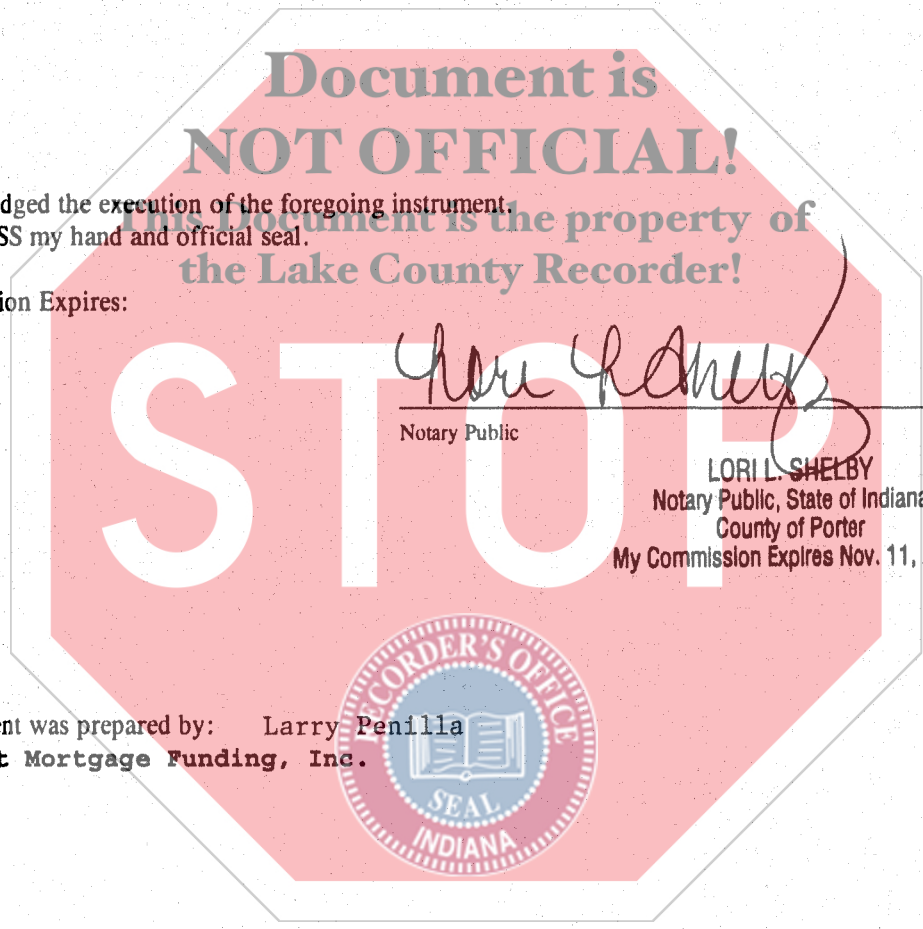 Document is
NOT OFFICIAL!
dged the execution of the foregoing instrument.
This Document is the property of
SS my hand and official seal.
the Lake County Recorder!
ion Expires:
STOP
Lori L Shelby
Notary Public
LORI L. SHELBY
Notary Public, State of Indiana
County of Porter
My Commission Expires Nov. 11,
RECORDER'S OFFICE
ent was prepared by: Larry Penilla
t Mortgage Funding, Inc.
SEAL
INDIANA